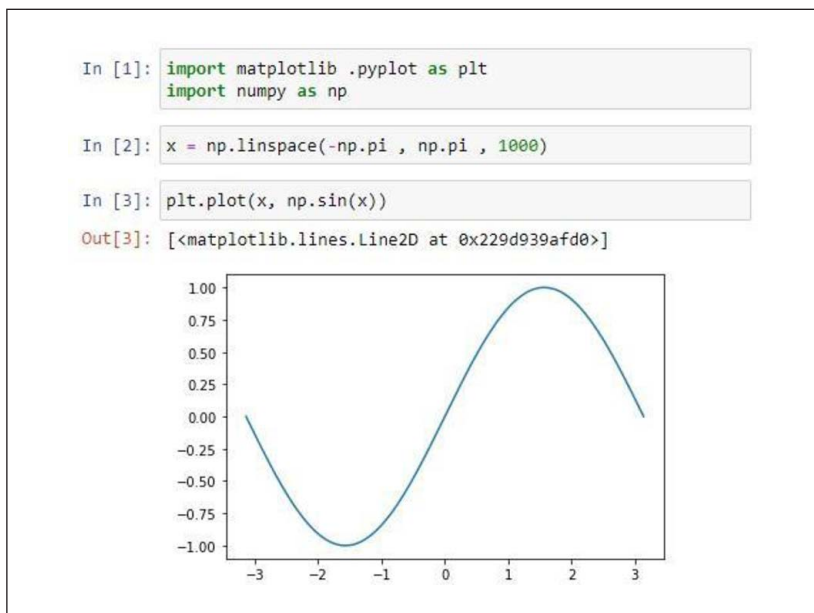 In [1]: import matplotlib .pyplot as plt
import numpy as np
In [2]: x = np.linspace(-np.pi , np.pi , 1000)
In [3]: plt.plot(x, np.sin(x))
Out[3]: [<matplotlib.lines.Line2D at 0x229d939afd0>]
1.00
0.75
0.50
0.25
0.00
−0.25
−0.50
−0.75
−1.00
−3 −2 −1 0 1 2 3